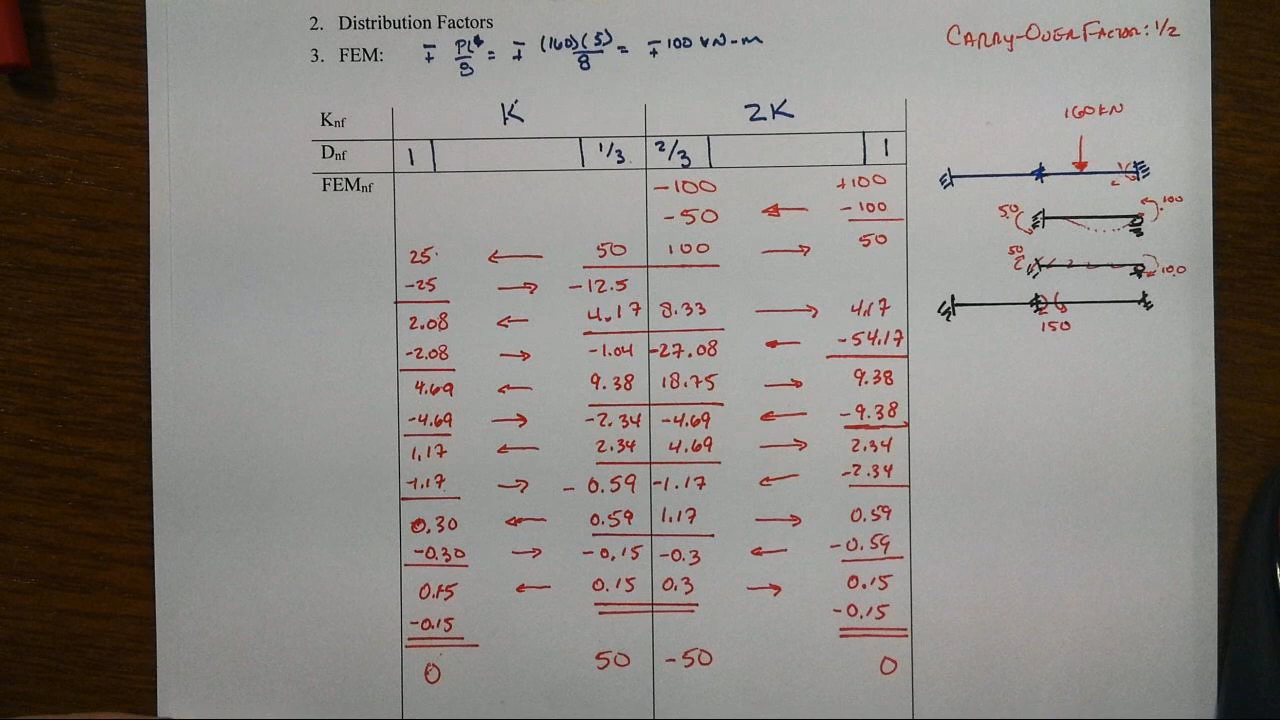 2. Distribution Factors
CARRY-OVER FACTOR: 1/2
3. FEM: ∓ PL/8 = ∓ (160)(5)/8 = ∓100 kN-m
Knf K 2K
Dnf 1 1/3 2/3 1
160kN
FEMnf -100 +100
-50 ← -100
50 100
25 ← 50 100 → 50
50 100
-25 → -12.5
2.08 ← 4.17 8.33 → 4.17
150
-2.08 → -1.04 -27.08 ← -54.17
4.69 ← 9.38 18.75 → 9.38
-4.69 → -2.34 -4.69 ← -9.38
1.17 ← 2.34 4.69 → 2.34
-1.17 → -0.59 -1.17 ← -2.34
0.30 ← 0.59 1.17 → 0.59
-0.30 → -0.15 -0.3 ← -0.59
0.15 ← 0.15 0.3 → 0.15
-0.15 -0.15
0 50 -50 0